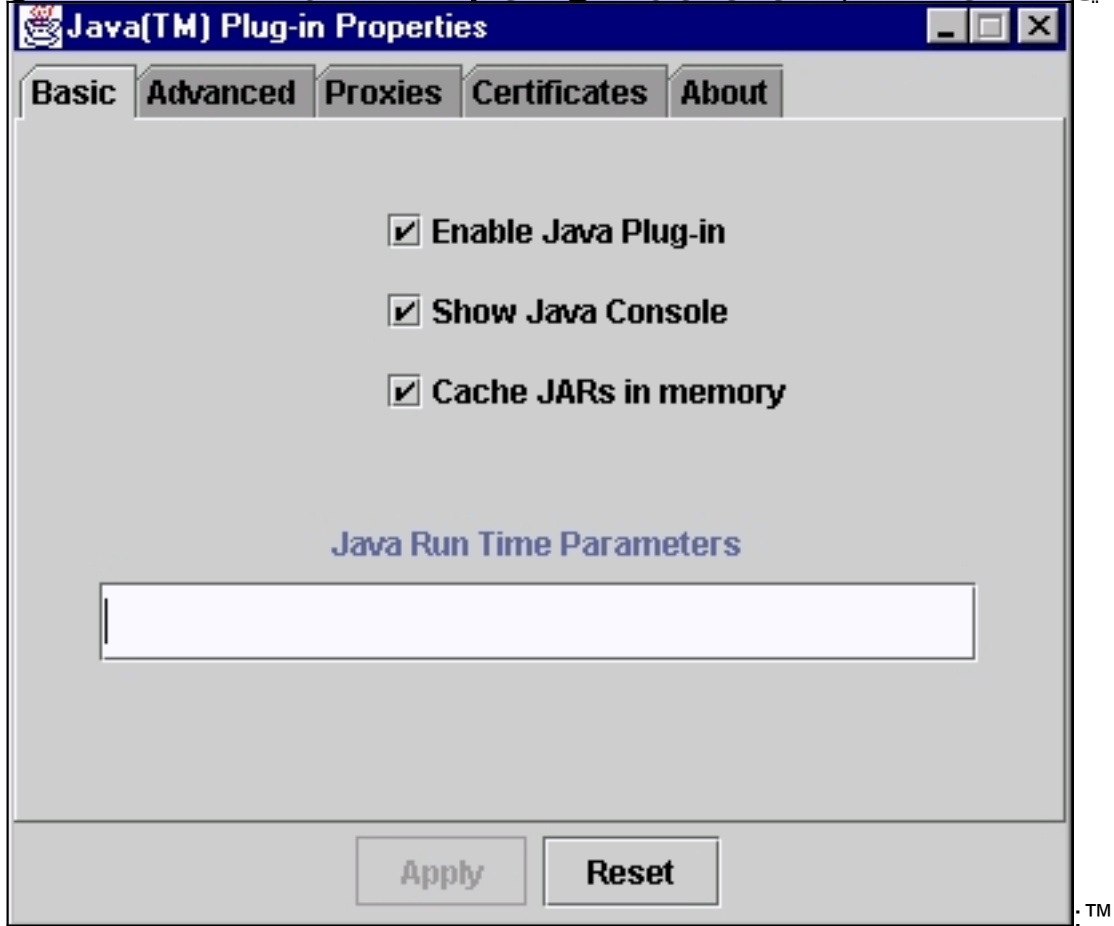 Java(TM) Plug-in Properties
Basic Advanced Proxies Certificates About
Enable Java Plug-in
Show Java Console
Cache JARs in memory
Java Run Time Parameters
Apply Reset
:™